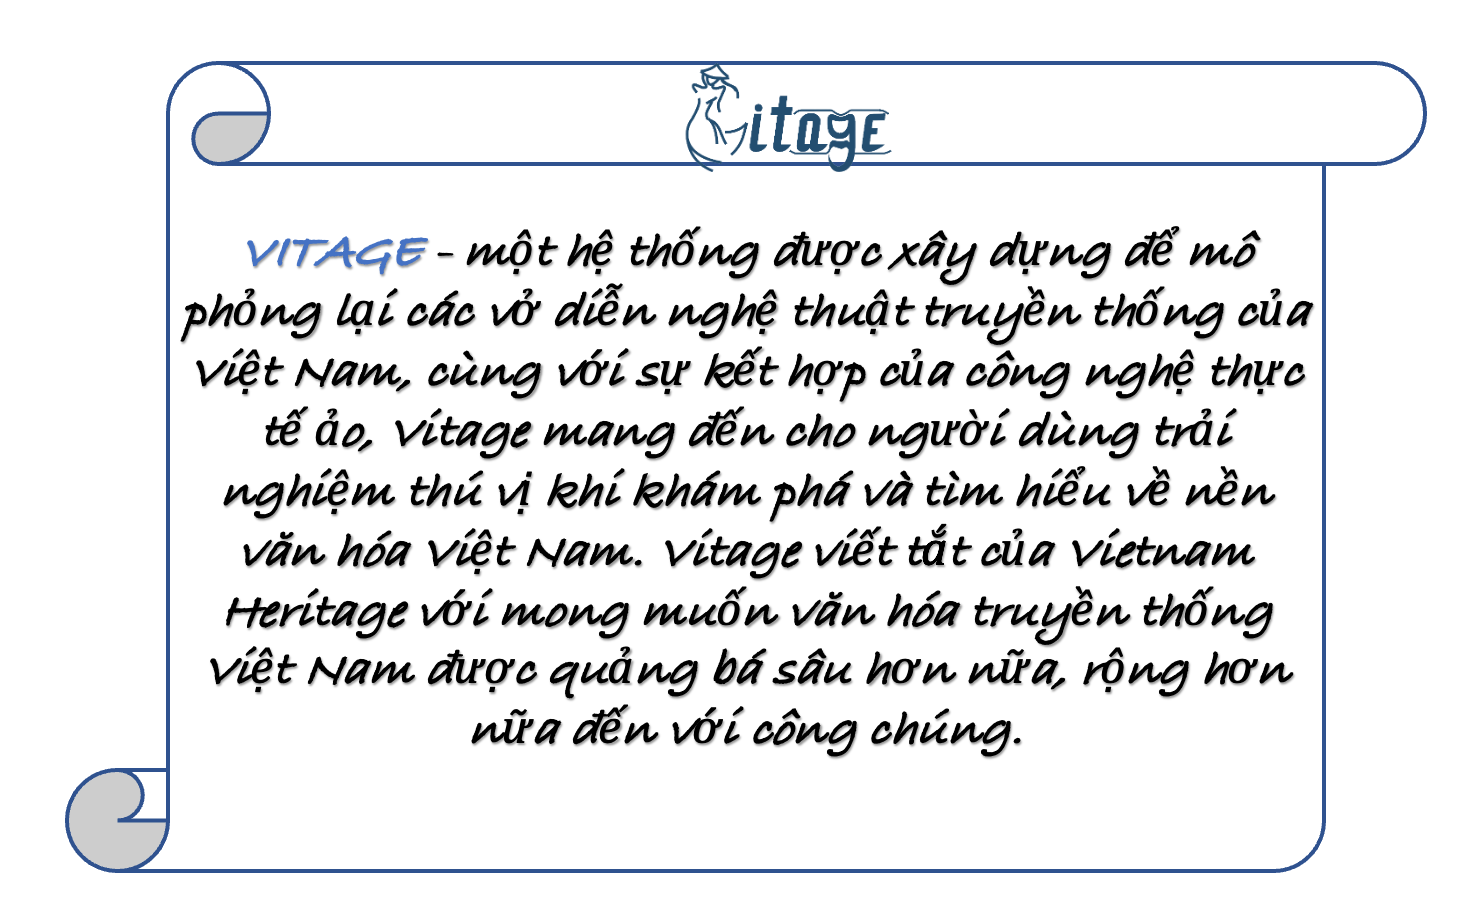 Vitage
VITAGE - một hệ thống được xây dựng để mô
phỏng lại các vở diễn nghệ thuật truyền thống của
Việt Nam, cùng với sự kết hợp của công nghệ thực
tế ảo, Vitage mang đến cho người dùng trải
nghiệm thú vị khi khám phá và tìm hiểu về nền
văn hóa Việt Nam. Vitage viết tắt của Vietnam
Heritage với mong muốn văn hóa truyền thống
Việt Nam được quảng bá sâu hơn nữa, rộng hơn
nữa đến với công chúng.